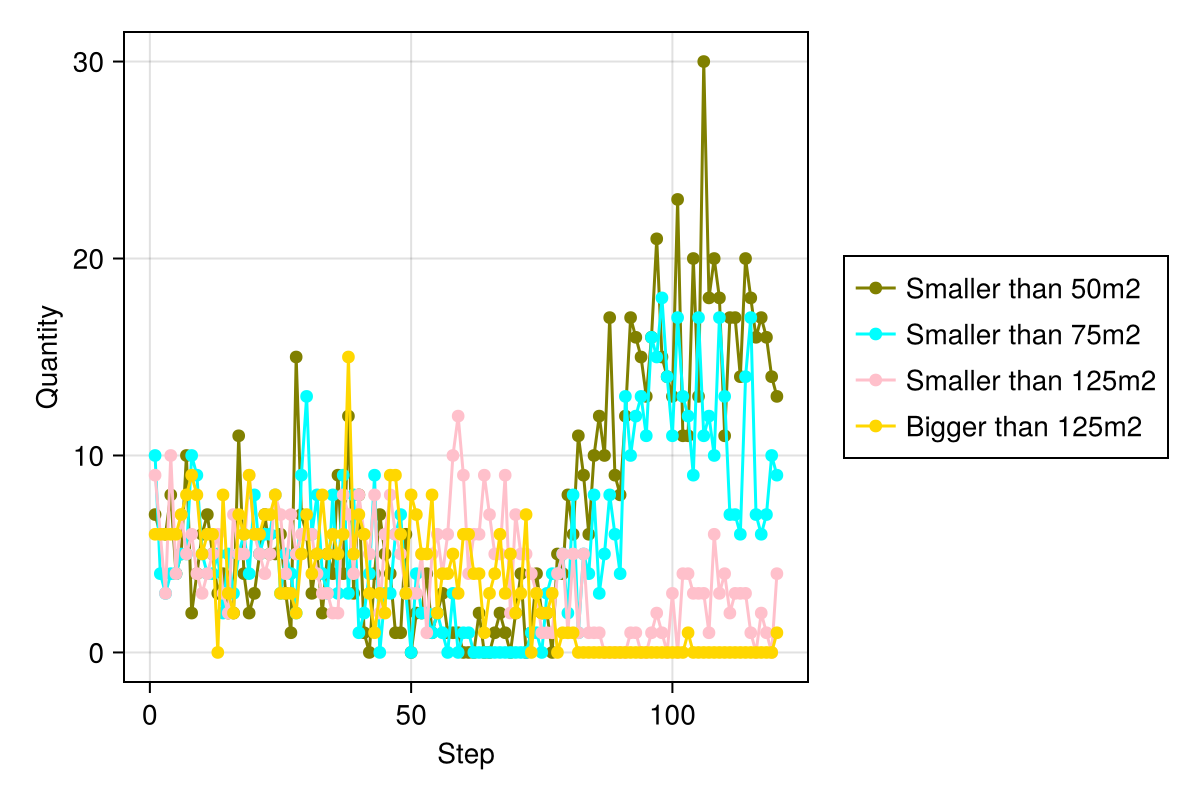 30
20
10
0
Quantity
0
50
100
Step
Smaller than 50m2
Smaller than 75m2
Smaller than 125m2
Bigger than 125m2